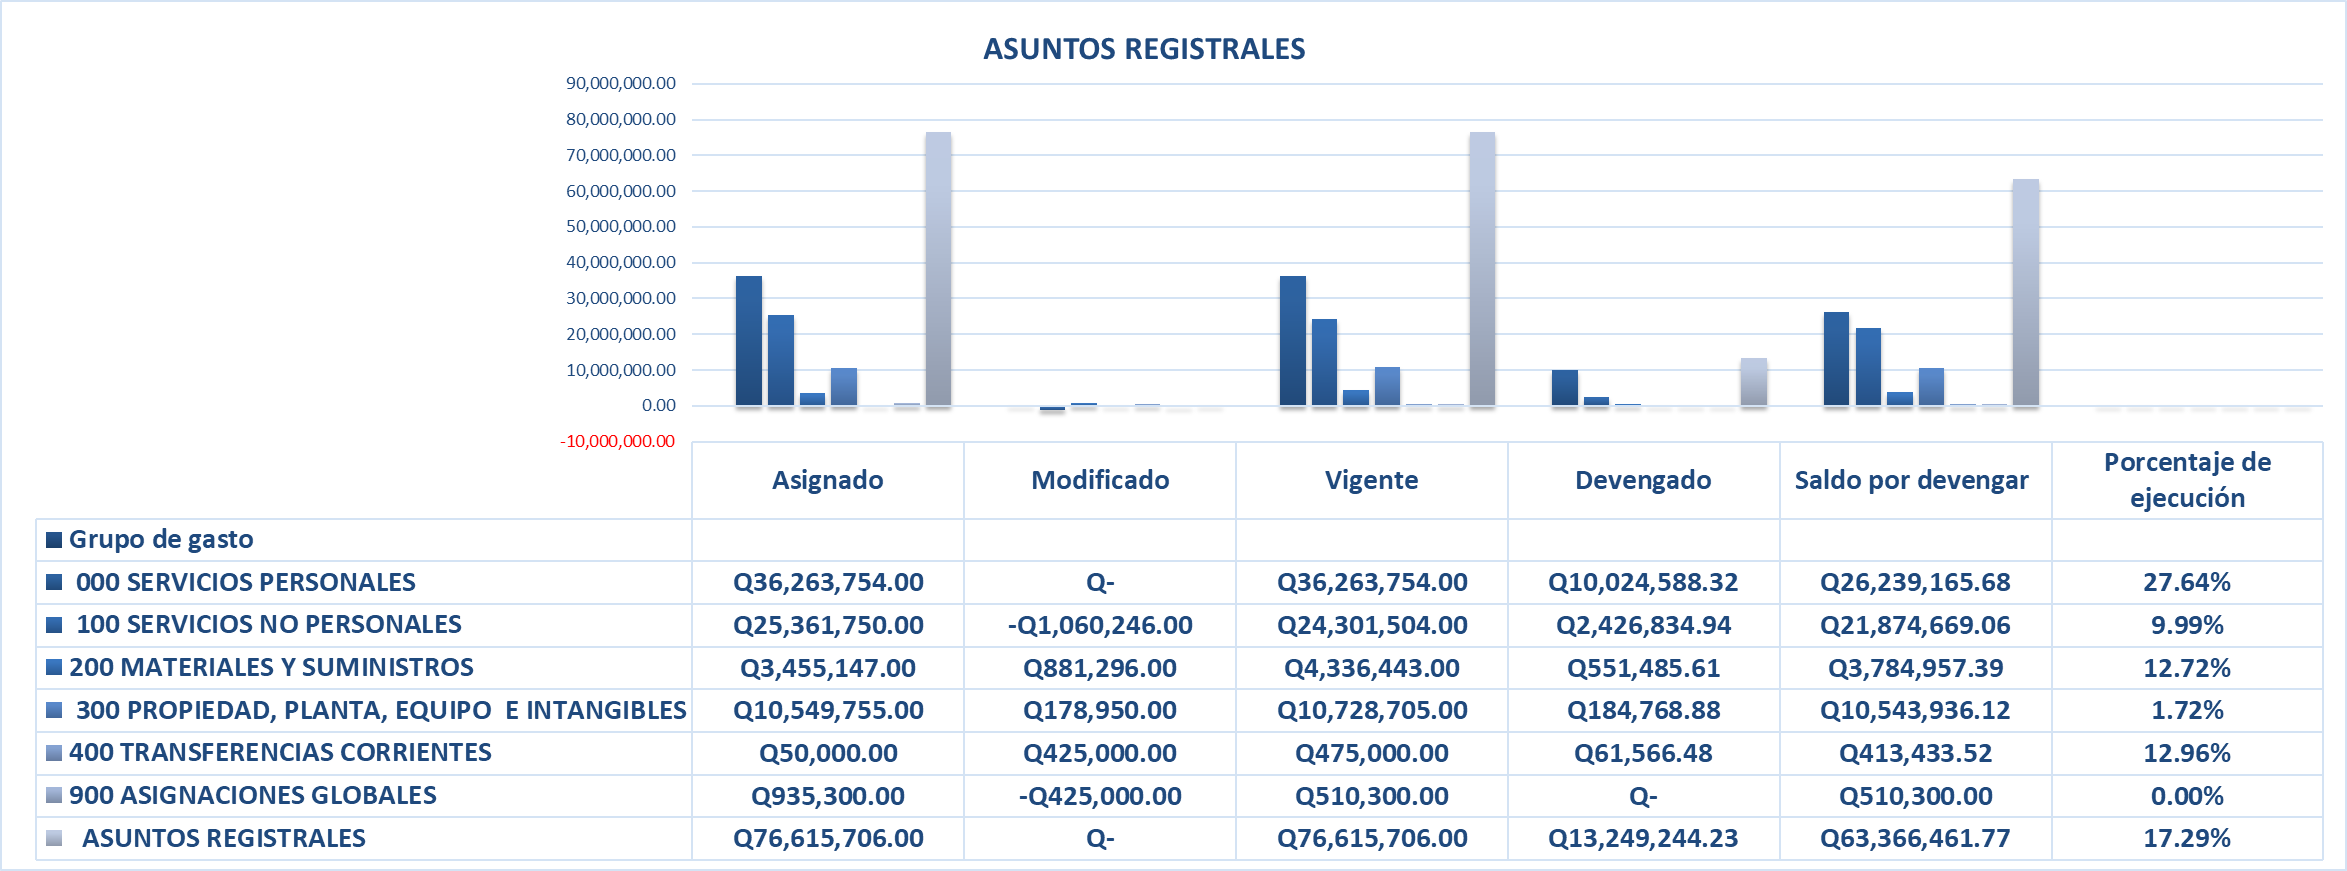 ASUNTOS REGISTRALES
90,000,000.00
80,000,000.00
70,000,000.00
60,000,000.00
50,000,000.00
40,000,000.00
30,000,000.00
20,000,000.00
10,000,000.00
0.00
-10,000,000.00
Asignado Modificado Vigente Devengado Saldo por devengar Porcentaje de ejecución
Grupo de gasto
000 SERVICIOS PERSONALES Q36,263,754.00 Q- Q36,263,754.00 Q10,024,588.32 Q26,239,165.68 27.64%
100 SERVICIOS NO PERSONALES Q25,361,750.00 -Q1,060,246.00 Q24,301,504.00 Q2,426,834.94 Q21,874,669.06 9.99%
200 MATERIALES Y SUMINISTROS Q3,455,147.00 Q881,296.00 Q4,336,443.00 Q551,485.61 Q3,784,957.39 12.72%
300 PROPIEDAD, PLANTA, EQUIPO E INTANGIBLES Q10,549,755.00 Q178,950.00 Q10,728,705.00 Q184,768.88 Q10,543,936.12 1.72%
400 TRANSFERENCIAS CORRIENTES Q50,000.00 Q425,000.00 Q475,000.00 Q61,566.48 Q413,433.52 12.96%
900 ASIGNACIONES GLOBALES Q935,300.00 -Q425,000.00 Q510,300.00 Q- Q510,300.00 0.00%
ASUNTOS REGISTRALES Q76,615,706.00 Q- Q76,615,706.00 Q13,249,244.23 Q63,366,461.77 17.29%